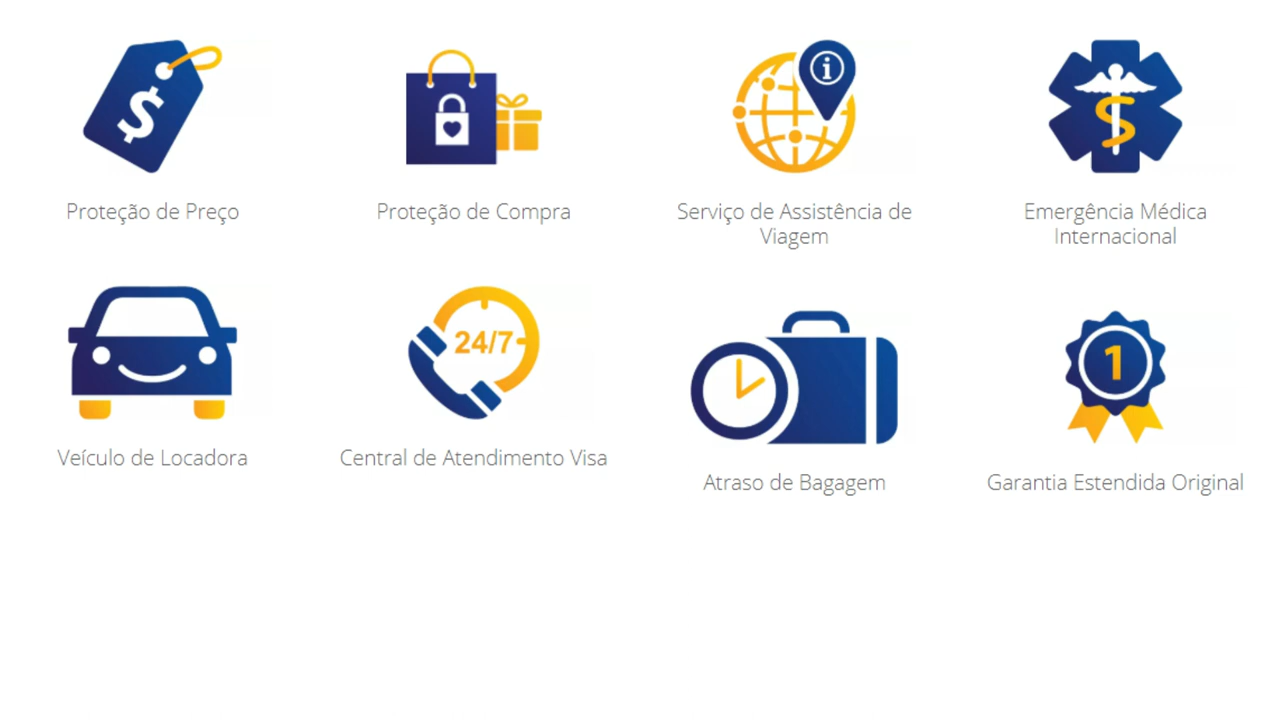 $
i
Proteção de Preço
Proteção de Compra
Serviço de Assistência de
Viagem
Emergência Médica
Internacional
24/7
1
Veículo de Locadora
Central de Atendimento Visa
Atraso de Bagagem
Garantia Estendida Original